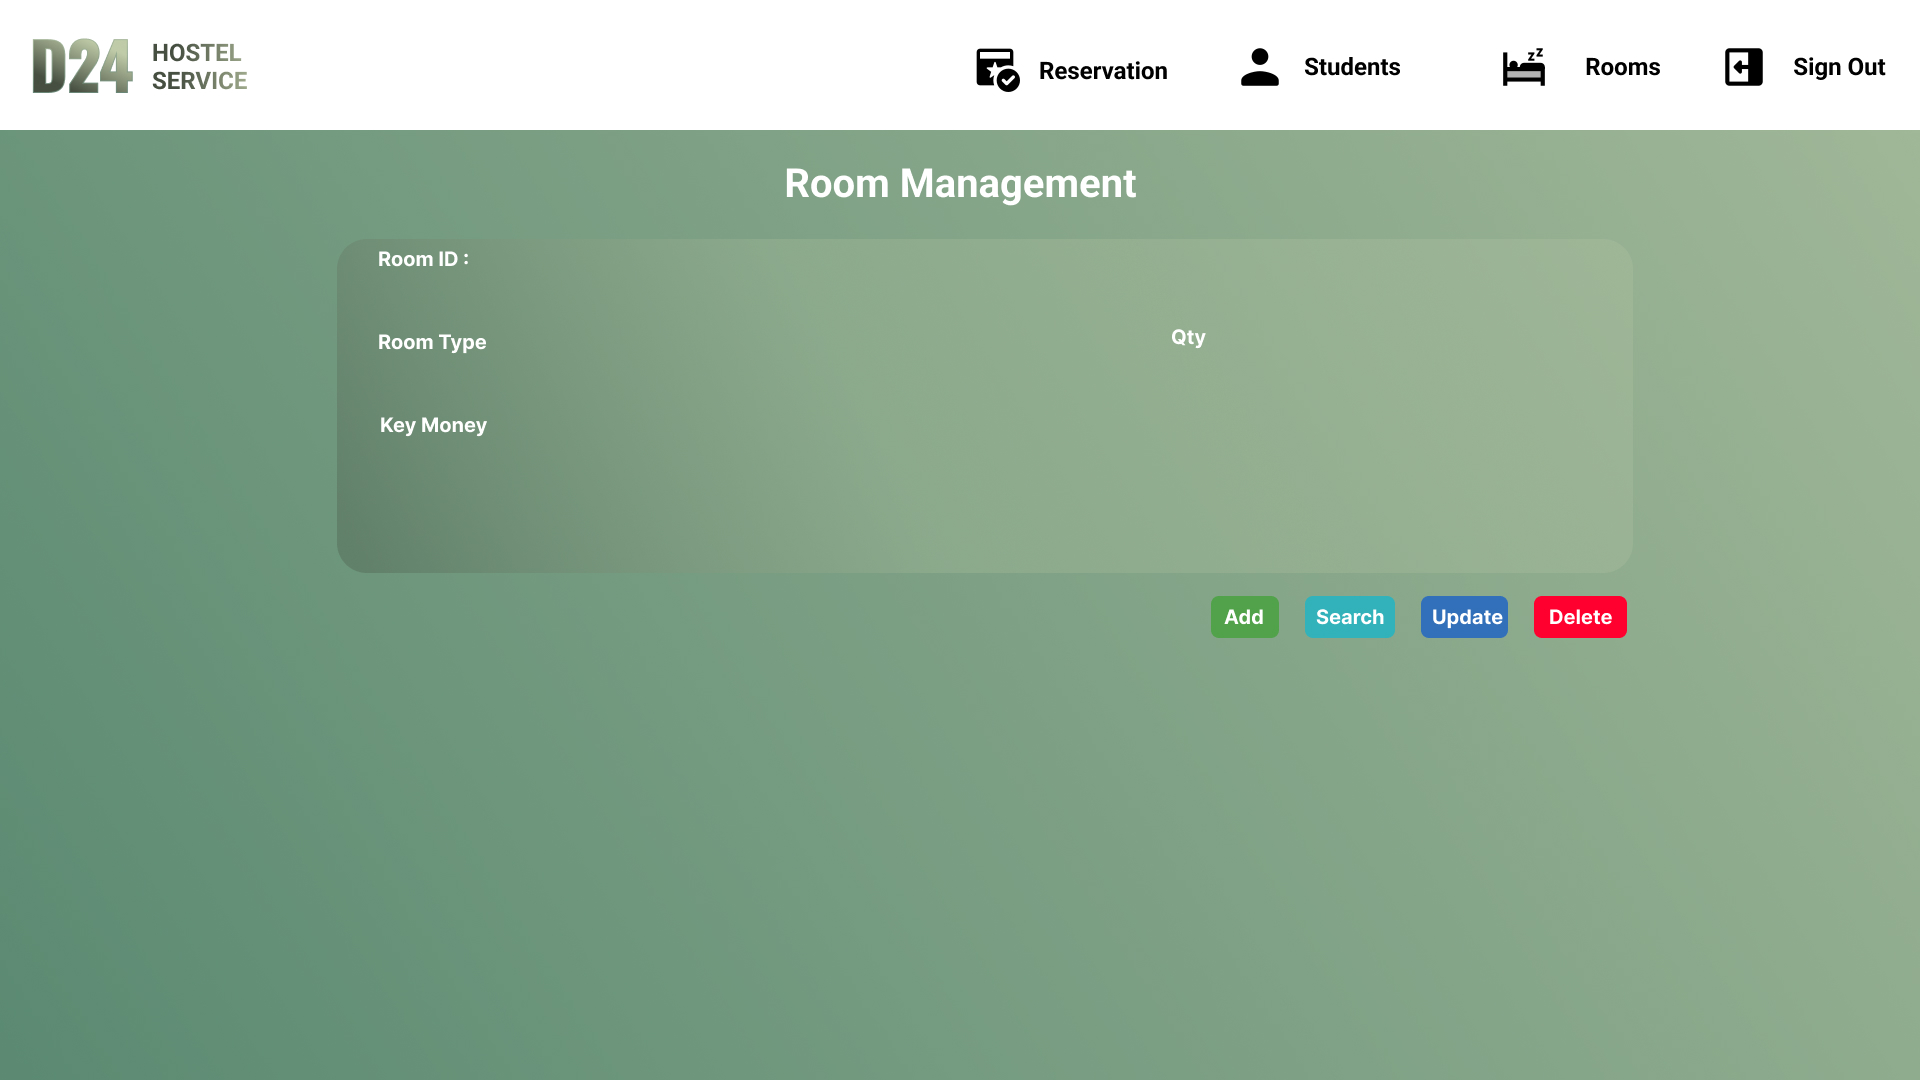 D24
HOSTEL
SERVICE
Reservation
Students
zz
Rooms
Sign Out
Room Management
Room ID :
Room Type
Qty
Key Money
Add
Search
Update
Delete